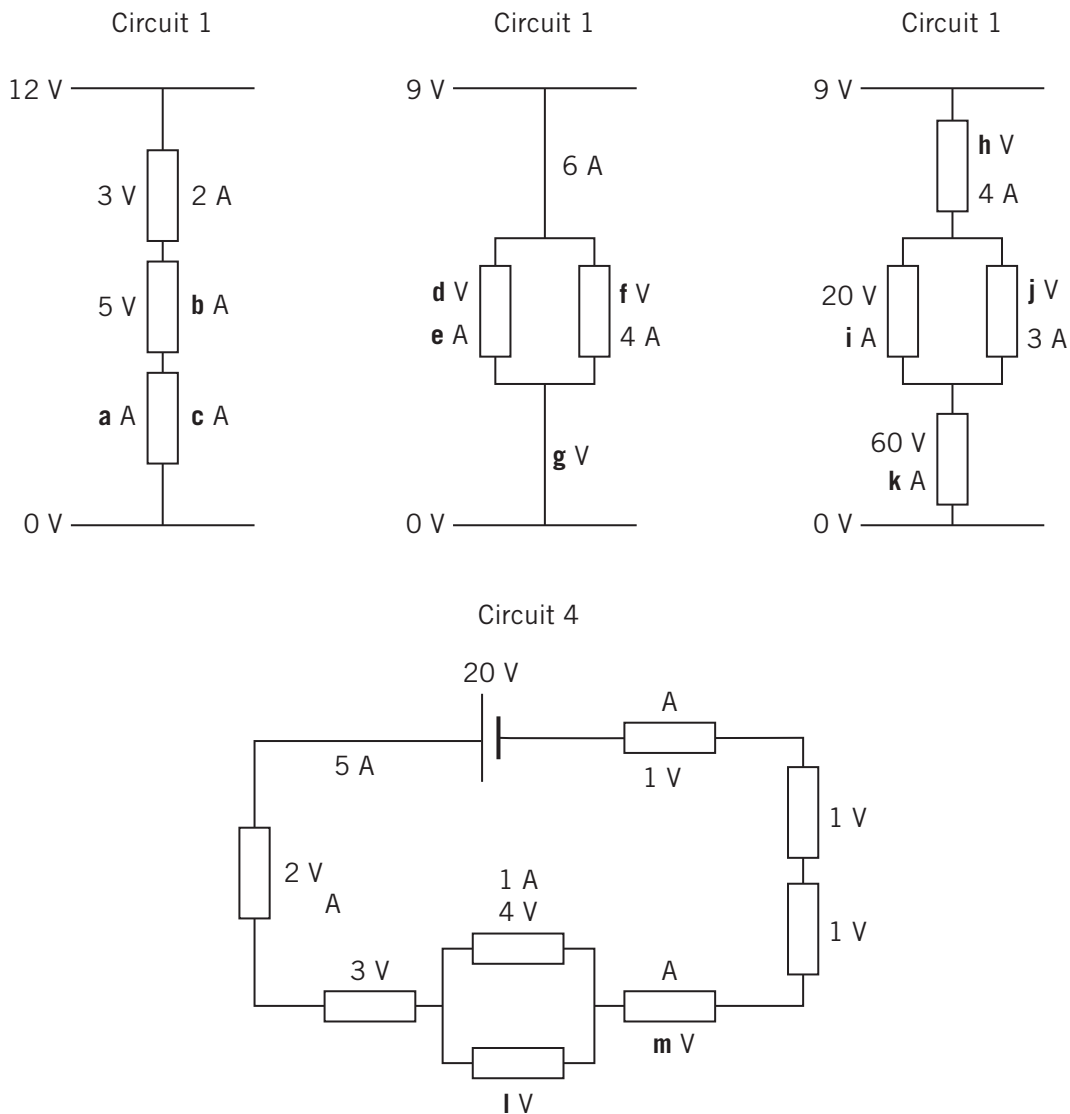 Circuit 1
12 V
3 V 2 A
5 V b A
a A c A
0 V
Circuit 1
9 V
6 A
d V f V
e A 4 A
g V
0 V
Circuit 1
9 V
h V
4 A
20 V j V
i A 3 A
60 V
k A
0 V
Circuit 4
20 V
A
5 A
1 V
1 V
2 V
A
1 A
4 V
1 V
3 V
A
m V
l V